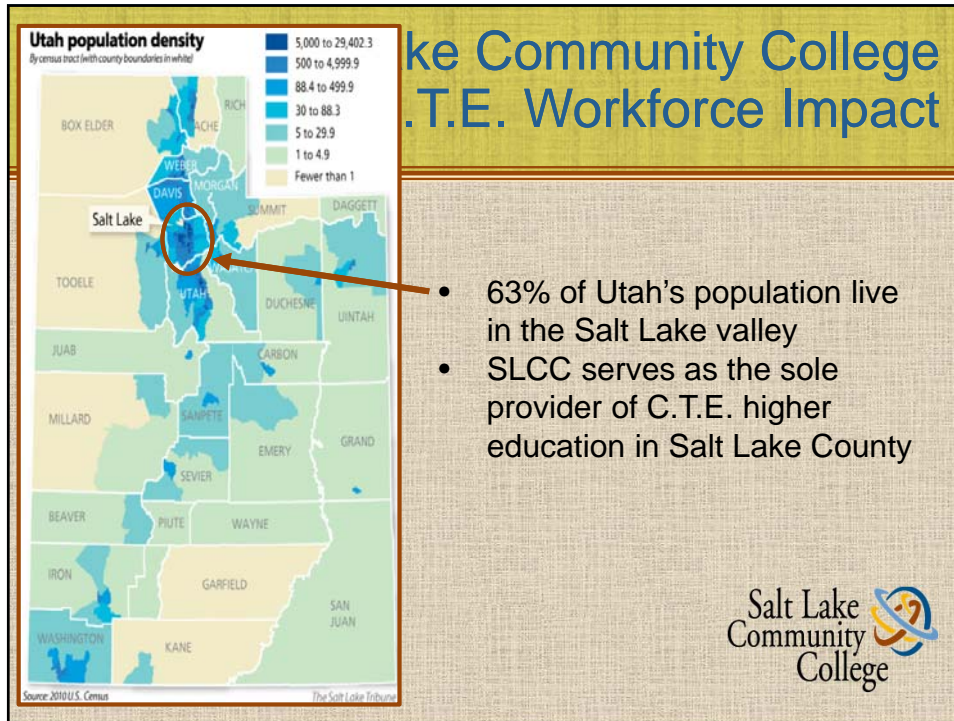 ke Community College
.T.E. Workforce Impact
Utah population density
By census tract (with county boundaries in white)
5,000 to 29,402.3
500 to 4,999.9
88.4 to 499.9
30 to 88.3
5 to 29.9
1 to 4.9
Fewer than 1
BOX ELDER
ACHE
RICH
WEBER
DAVIS
MORGAN
SUMMIT
DAGGETT
Salt Lake
TOOELE
UTAH
DUCHESNE
UINTAH
JUAB
CARBON
MILLARD
SANPETE
EMERY
GRAND
SEVIER
BEAVER
PIUTE
WAYNE
IRON
GARFIELD
SAN
JUAN
WASHINGTON
KANE
Source: 2010 U.S. Census
The Salt Lake Tribune
• 63% of Utah's population live
in the Salt Lake valley
• SLCC serves as the sole
provider of C.T.E. higher
education in Salt Lake County
Salt Lake
Community
College